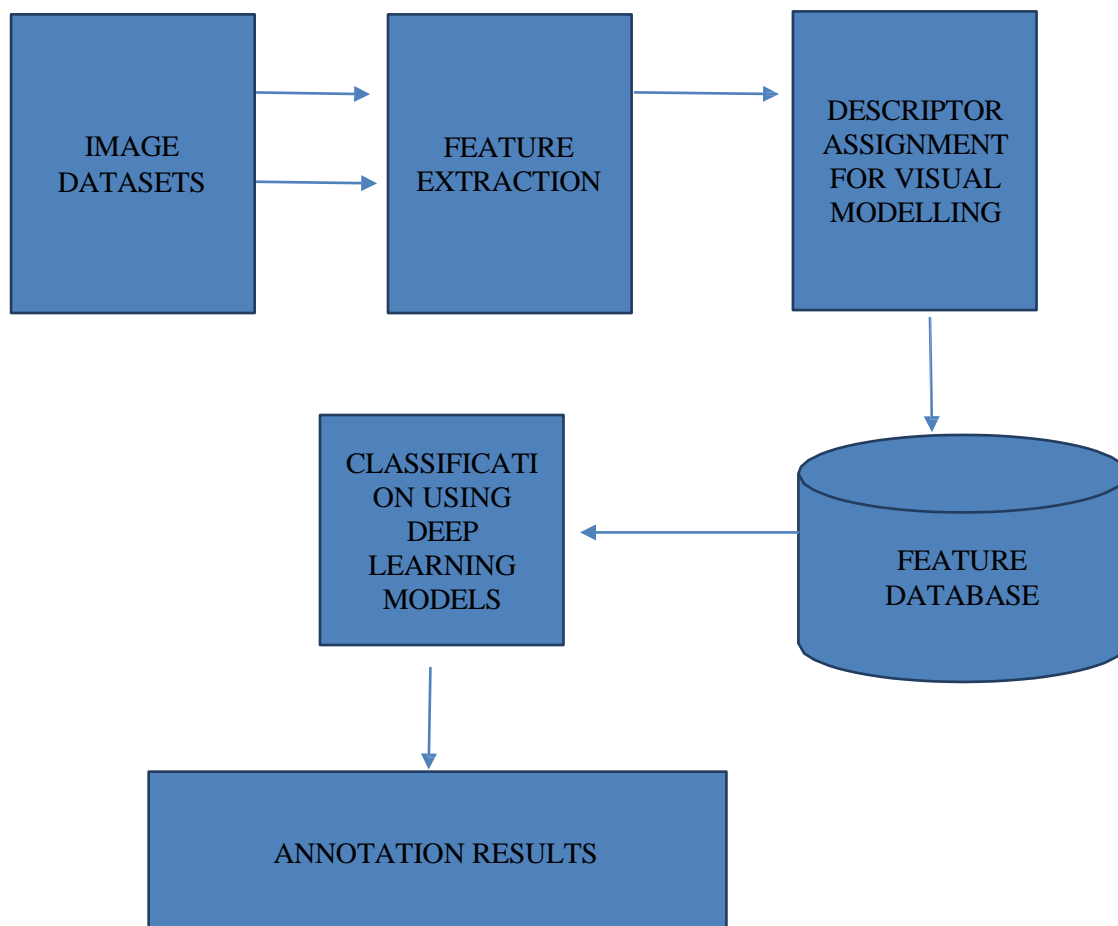 IMAGE
DATASETS
FEATURE
EXTRACTION
DESCRIPTOR
ASSIGNMENT
FOR VISUAL
MODELLING
CLASSIFICATI
ON USING
DEEP
LEARNING
MODELS
FEATURE
DATABASE
ANNOTATION RESULTS